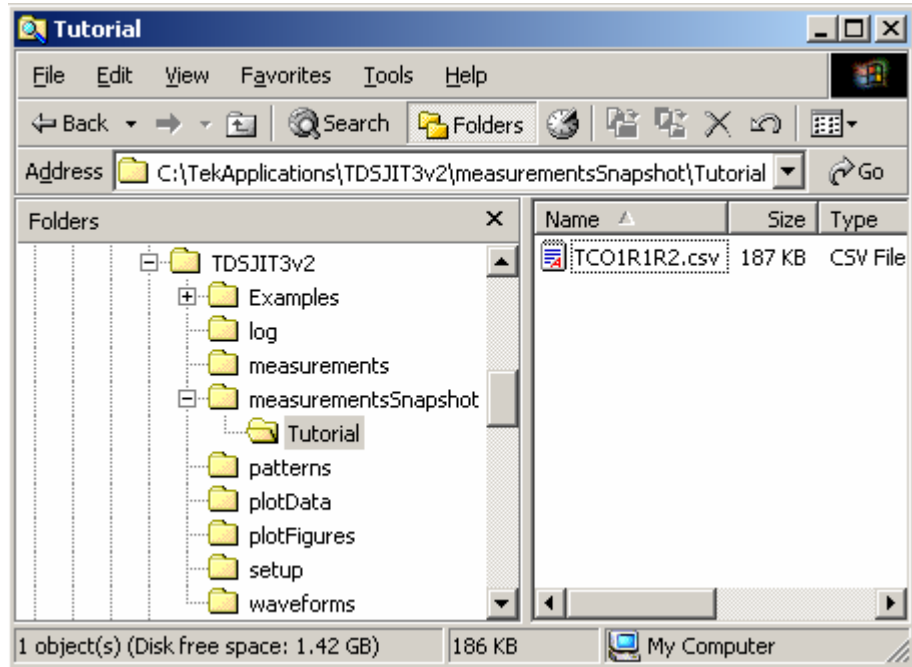 Tutorial
File Edit View Favorites Tools Help
Back Search Folders
Address C:\TekApplications\TDSJIT3v2\measurementsSnapshot\Tutorial Go
Folders
Name Size Type
TCO1R1R2.csv 187 KB CSV File
TDSJIT3v2
Examples
log
measurements
measurementsSnapshot
Tutorial
patterns
plotData
plotFigures
setup
waveforms
1 object(s) (Disk free space: 1.42 GB) 186 KB My Computer